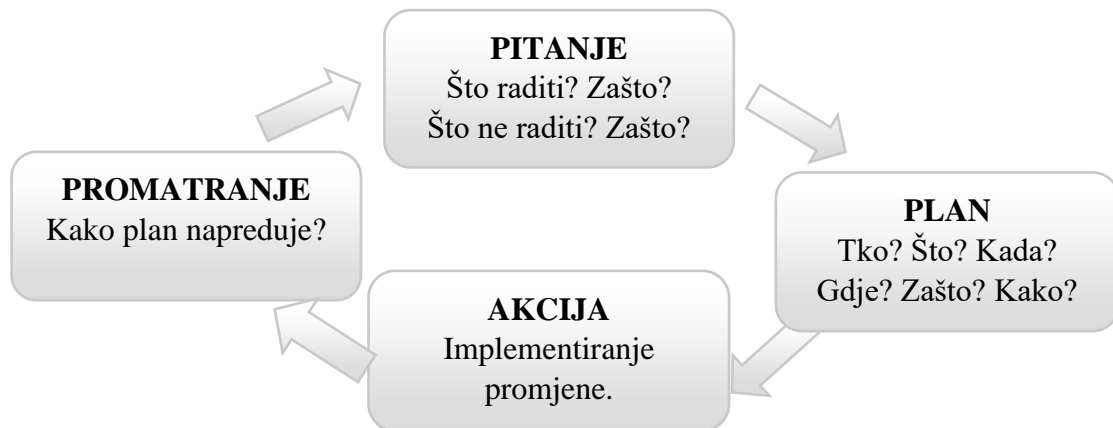 PITANJE
Što raditi? Zašto?
Što ne raditi? Zašto?
PLAN
Tko? Što? Kada?
Gdje? Zašto? Kako?
AKCIJA
Implementiranje
promjene.
PROMATRANJE
Kako plan napreduje?